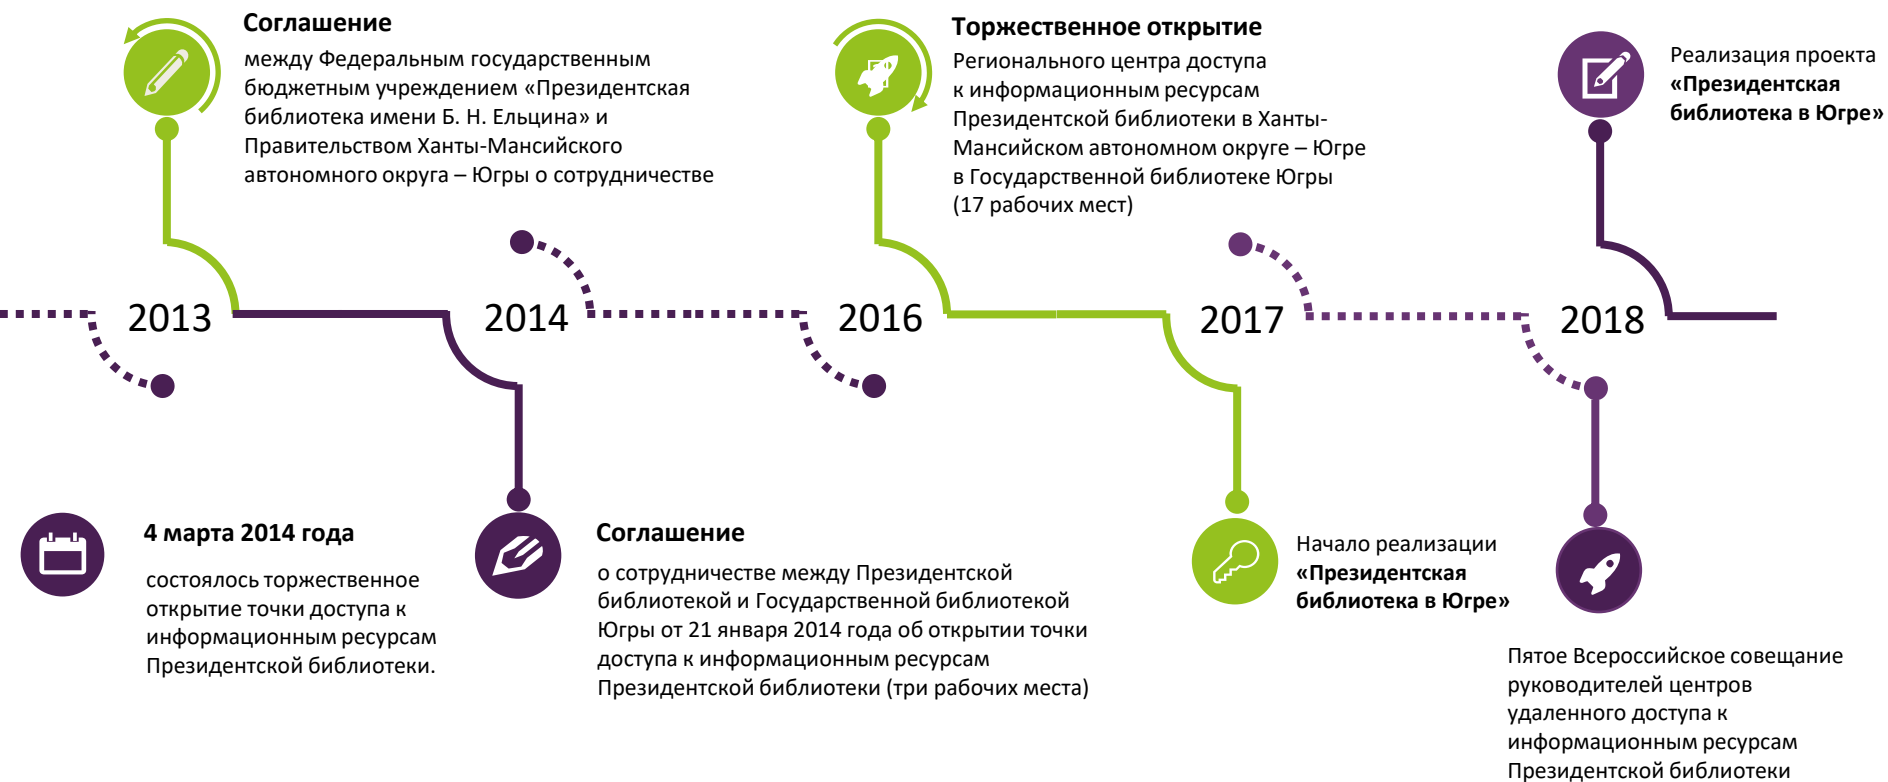 Соглашение
между Федеральным государственным
бюджетным учреждением «Президентская
библиотека имени Б. Н. Ельцина» и
Правительством Ханты-Мансийского
автономного округа – Югры о сотрудничестве
Торжественное открытие
Регионального центра доступа
к информационным ресурсам
Президентской библиотеки в Ханты-
Мансийском автономном округе – Югре
в Государственной библиотеке Югры
(17 рабочих мест)
Реализация проекта
«Президентская
библиотека в Югре»
2013
2014
2016
2017
2018
4 марта 2014 года
состоялось торжественное
открытие точки доступа к
информационным ресурсам
Президентской библиотеки.
Соглашение
о сотрудничестве между Президентской
библиотекой и Государственной библиотекой
Югры от 21 января 2014 года об открытии точки
доступа к информационным ресурсам
Президентской библиотеки (три рабочих места)
Начало реализации
«Президентская
библиотека в Югре»
Пятое Всероссийское совещание
руководителей центров
удаленного доступа к
информационным ресурсам
Президентской библиотеки